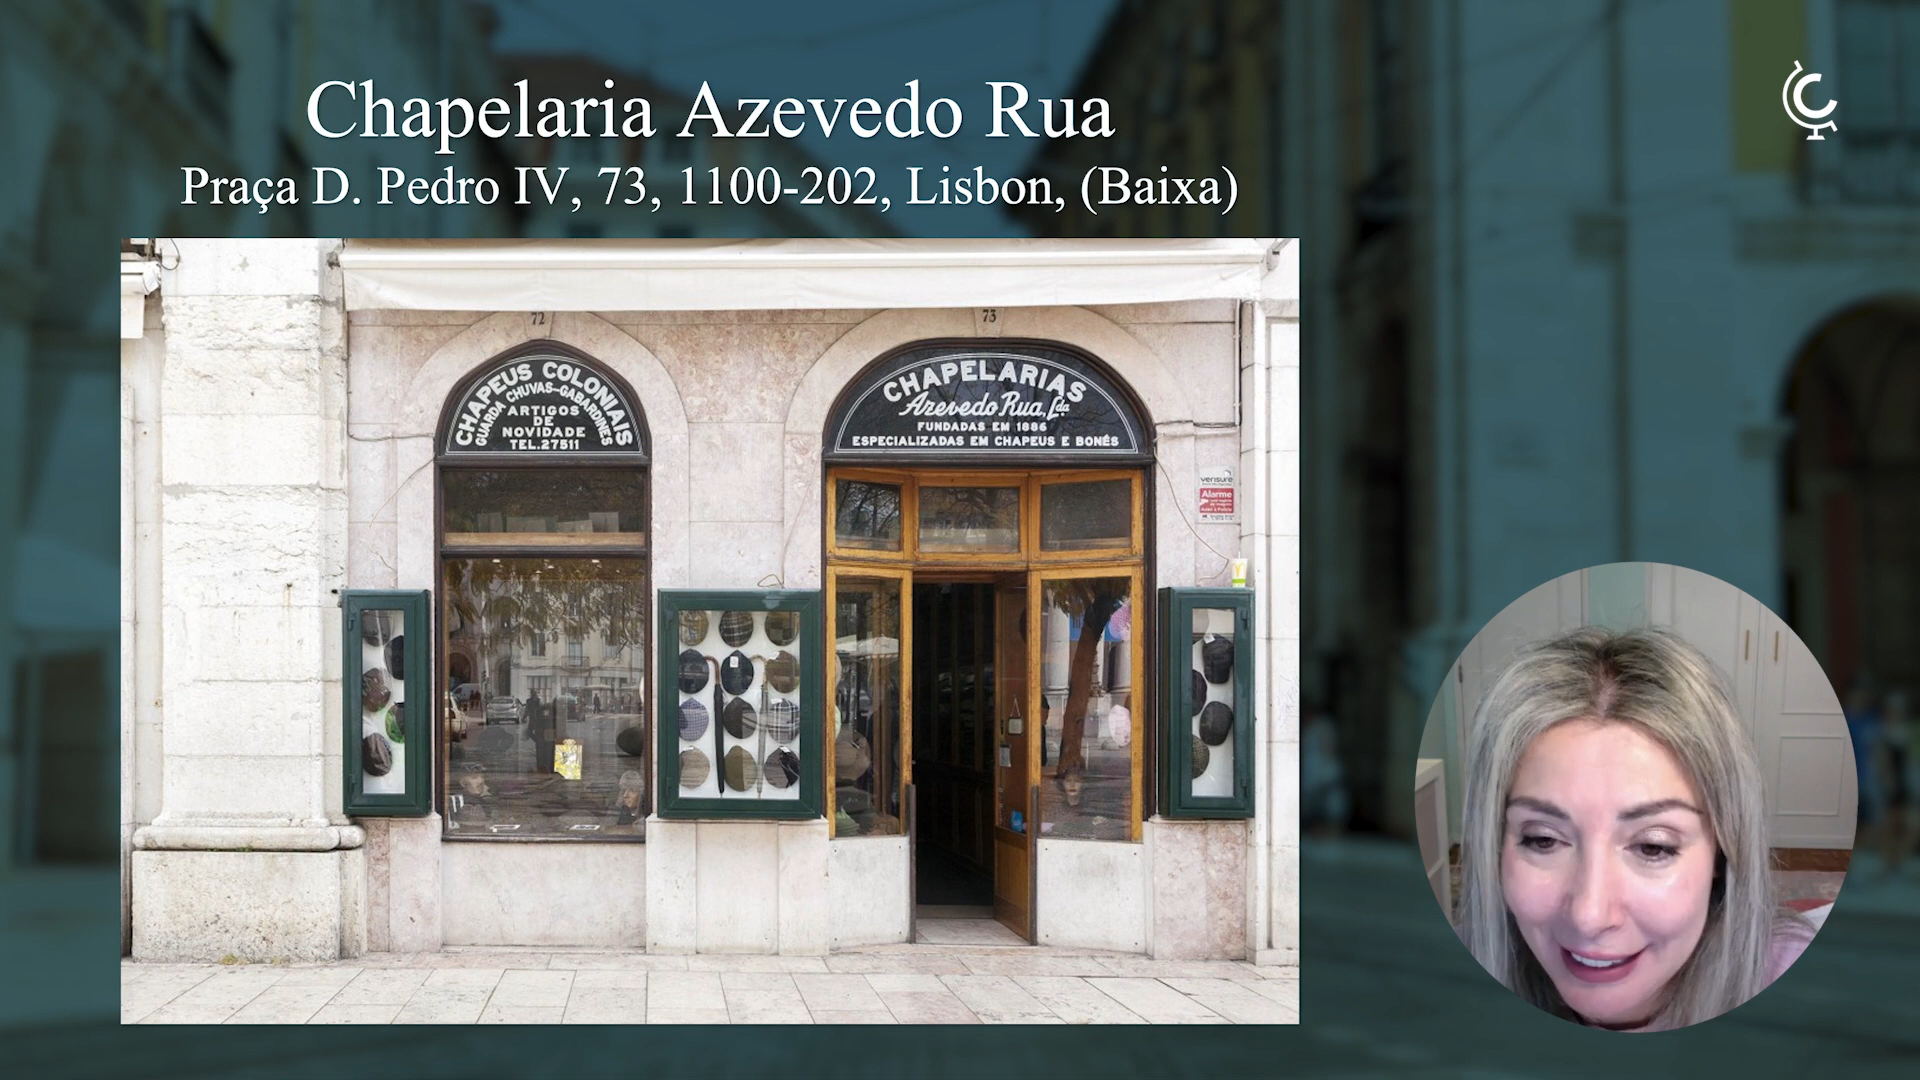 Chapelaria Azevedo Rua
Praça D. Pedro IV, 73, 1100-202, Lisbon, (Baixa)
72
CHAPEUS COLONIAIS
GUARDA CHUVAS-GABARDINES
ARTIGOS
DE
NOVIDADE
TEL.27511
73
CHAPELARIAS
Azevedo Rua, Lda
FUNDADAS EM 1886
ESPECIALIZADAS EM CHAPEUS E BONÉS
verisure
Alarme